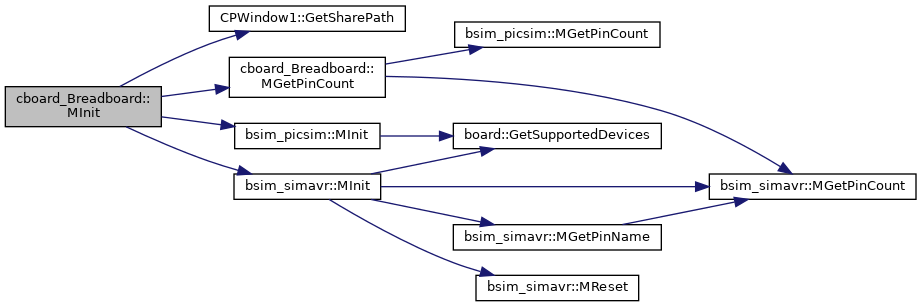 cboard_Breadboard::
MInit
CPWindow1::GetSharePath
cboard_Breadboard::
MGetPinCount
bsim_picsim::MInit
bsim_simavr::MInit
bsim_picsim::MGetPinCount
board::GetSupportedDevices
bsim_simavr::MGetPinName
bsim_simavr::MReset
bsim_simavr::MGetPinCount